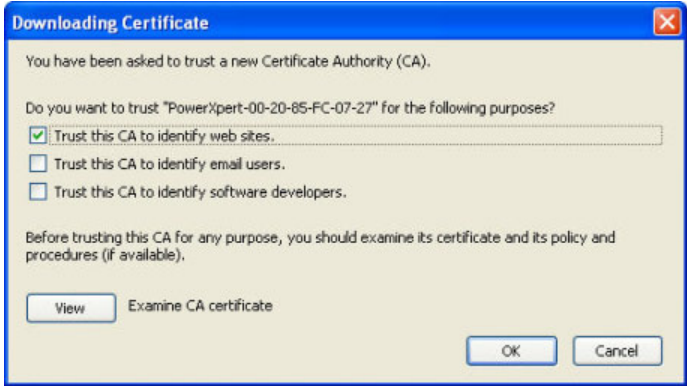 Downloading Certificate
You have been asked to trust a new Certificate Authority (CA).
Do you want to trust "PowerXpert-00-20-85-FC-07-27" for the following purposes?
Trust this CA to identify web sites.
Trust this CA to identify email users.
Trust this CA to identify software developers.
Before trusting this CA for any purpose, you should examine its certificate and its policy and
procedures (if available).
View Examine CA certificate
OK Cancel